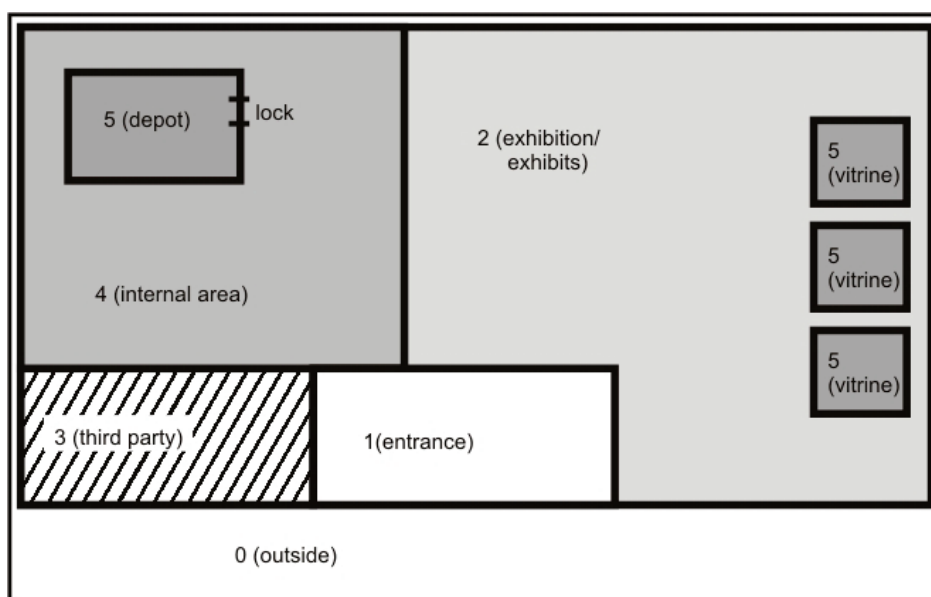 5 (depot)
lock
2 (exhibition/
exhibits)
5
(vitrine)
5
(vitrine)
4 (internal area)
5
(vitrine)
3 (third party)
1(entrance)
0 (outside)